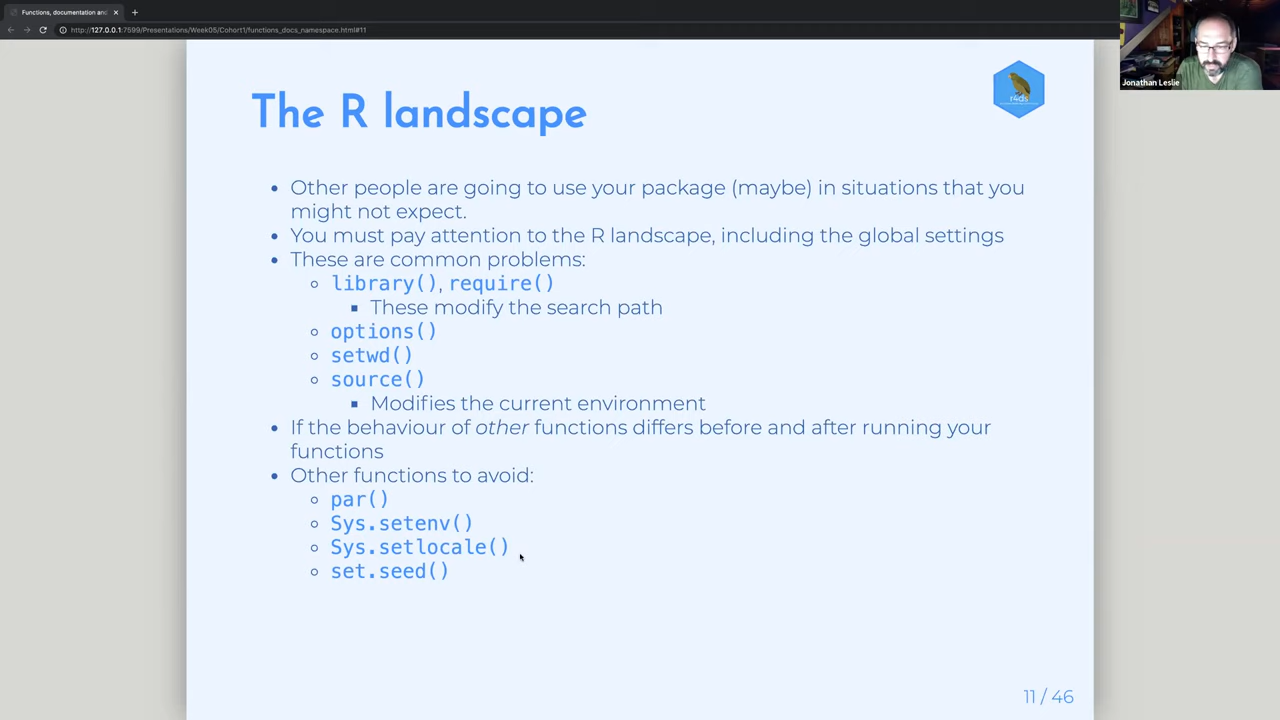 Functions, documentation and
http://127.0.0.1:7599/Presentations/Week05/Cohort1/functions_docs_namespace.html#11
Jonathan Leslie
r4ds
The R landscape
Other people are going to use your package (maybe) in situations that you
might not expect.
You must pay attention to the R landscape, including the global settings
These are common problems:
library(), require()
These modify the search path
options()
setwd()
source()
Modifies the current environment
If the behaviour of other functions differs before and after running your
functions
Other functions to avoid:
par()
Sys.setenv()
Sys.setlocale()
set.seed()
11 / 46